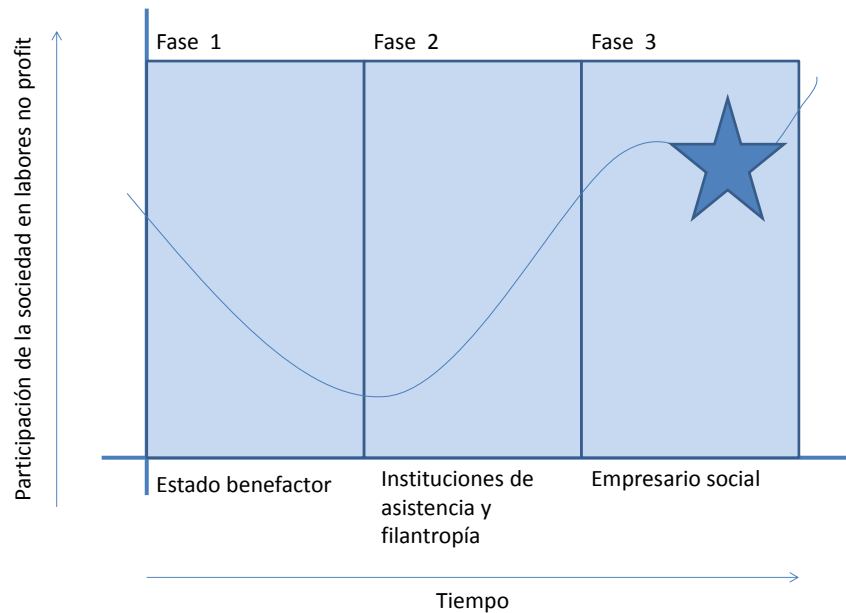 Participación de la sociedad en labores no profit
Fase 1
Fase 2
Fase 3
Estado benefactor
Instituciones de
asistencia y
filantropía
Empresario social
Tiempo